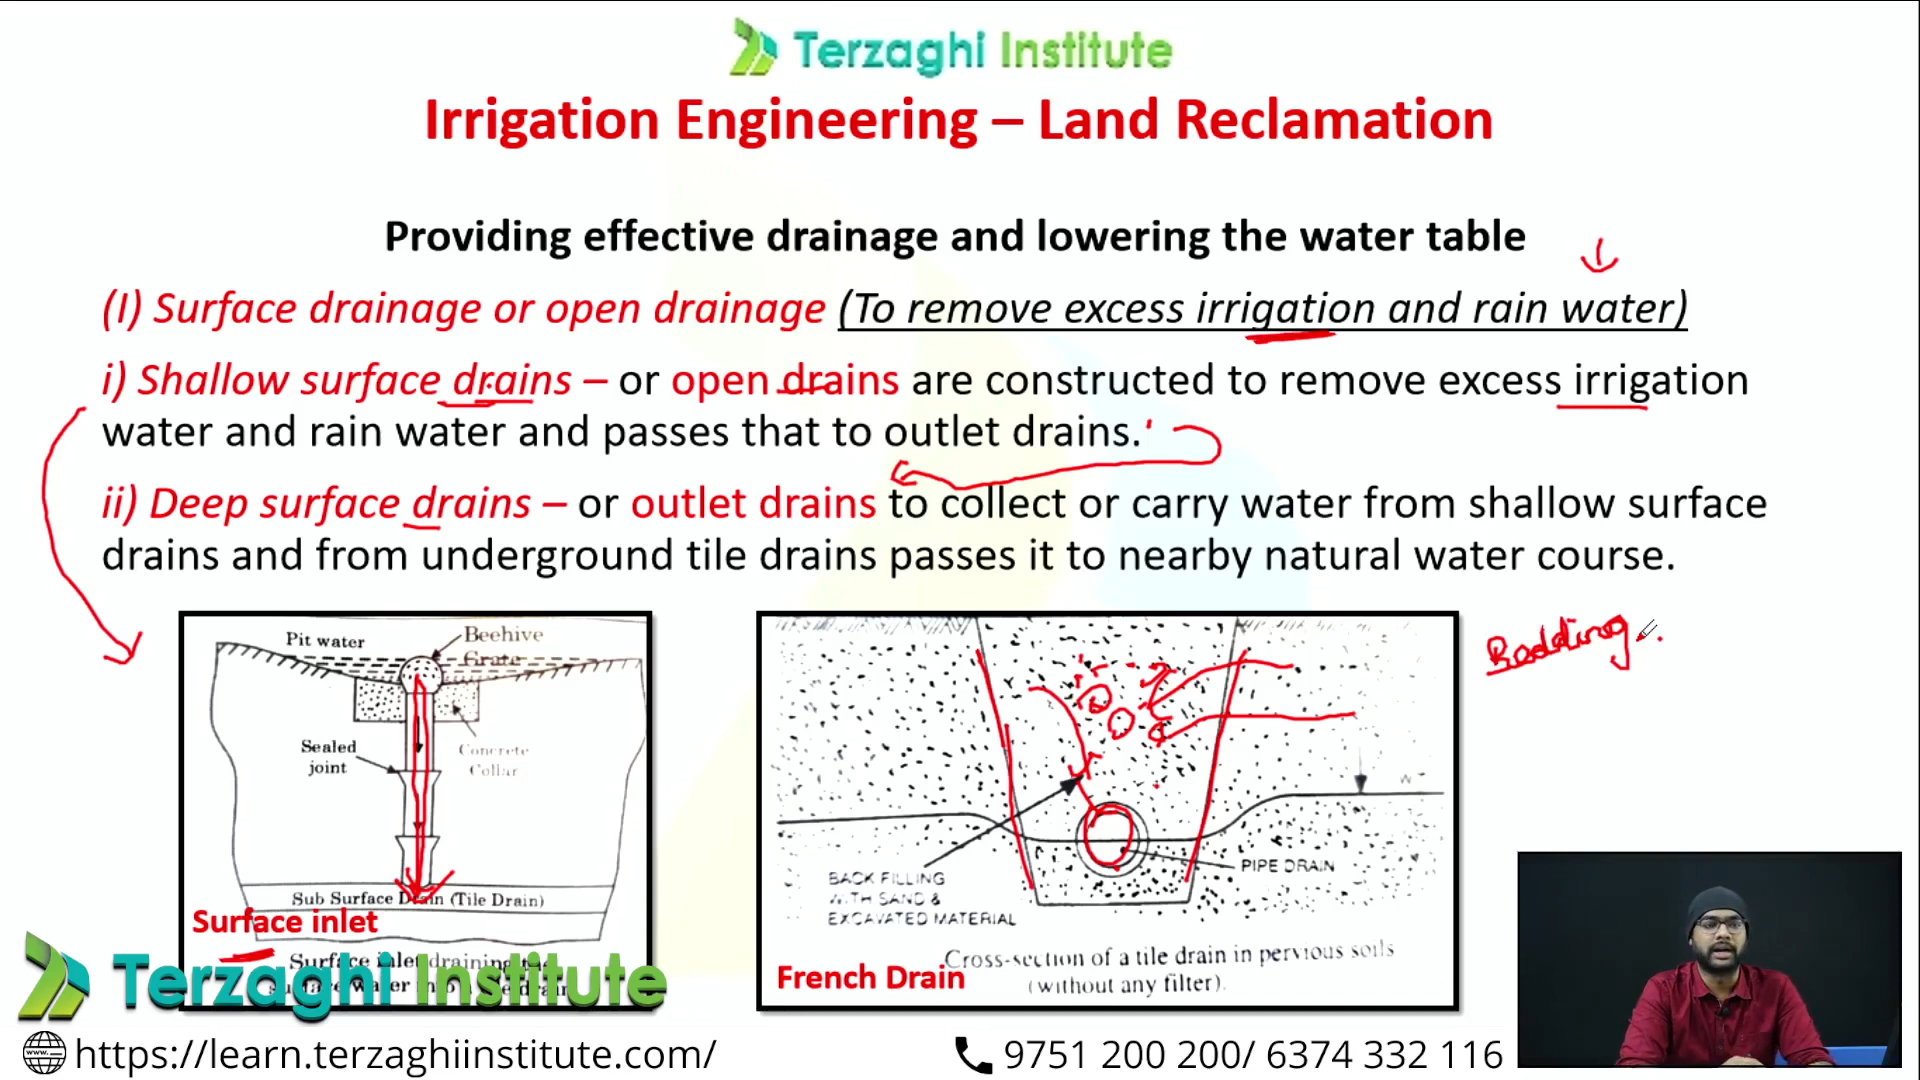 Terzaghi Institute
Irrigation Engineering – Land Reclamation
Providing effective drainage and lowering the water table
(I) Surface drainage or open drainage (To remove excess irrigation and rain water)
i) Shallow surface drains – or open drains are constructed to remove excess irrigation
water and rain water and passes that to outlet drains.
ii) Deep surface drains – or outlet drains to collect or carry water from shallow surface
drains and from underground tile drains passes it to nearby natural water course.
Pit water
Beehive
Grate
Sealed
joint
Concrete
Collar
Sub Surface Drain (Tile Drain)
Surface inlet
Surface inlet draining
water
Bedding
PIPE DRAIN
BACK FILLING
WITH SAND &
EXCAVATED MATERIAL
Cross-section of a tile drain in pervious soils
(without any filter).
French Drain
Terzaghi Institute
www...
https://learn.terzaghiinstitute.com/
9751 200 200/ 6374 332 116